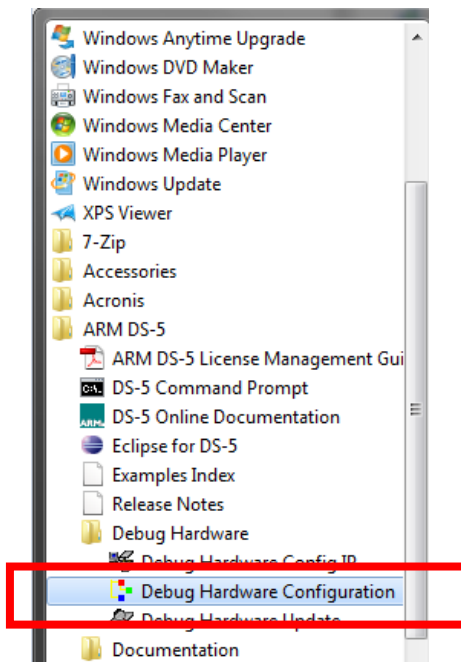 Windows Anytime Upgrade
Windows DVD Maker
Windows Fax and Scan
Windows Media Center
Windows Media Player
Windows Update
XPS Viewer
7-Zip
Accessories
Acronis
ARM DS-5
ARM DS-5 License Management Gui
DS-5 Command Prompt
DS-5 Online Documentation
Eclipse for DS-5
Examples Index
Release Notes
Debug Hardware
Debug Hardware Config IP
Debug Hardware Configuration
Debug Hardware Update
Documentation